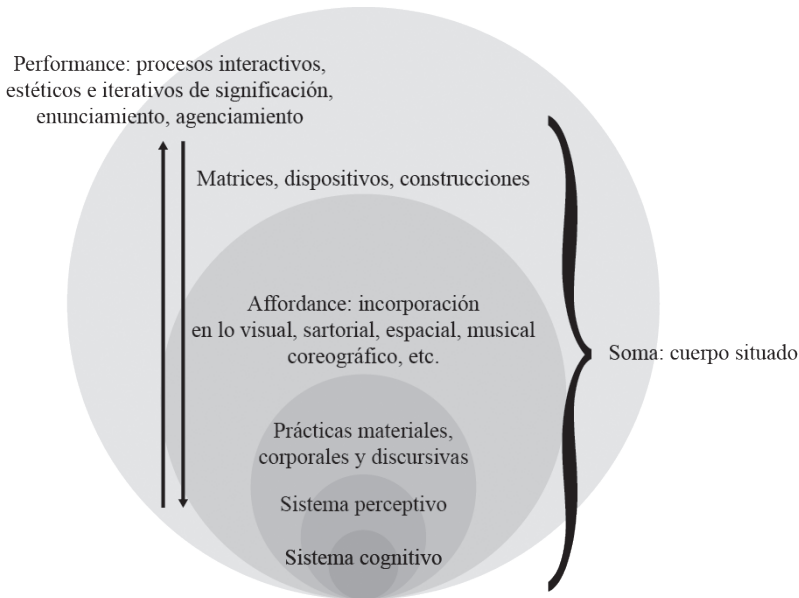 Performance: procesos interactivos,
estéticos e iterativos de significación,
enunciamiento, agenciamiento
Matrices, dispositivos, construcciones
Affordance: incorporación
en lo visual, sartorial, espacial, musical
coreográfico, etc.
Soma: cuerpo situado
Prácticas materiales,
corporales y discursivas
Sistema perceptivo
Sistema cognitivo